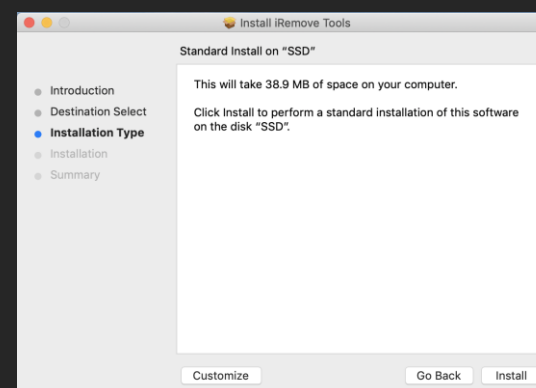 Install iRemove Tools
Standard Install on “SSD”
Introduction
Destination Select
Installation Type
Installation
Summary
This will take 38.9 MB of space on your computer.
Click Install to perform a standard installation of this software
on the disk “SSD”.
Customize
Go Back
Install